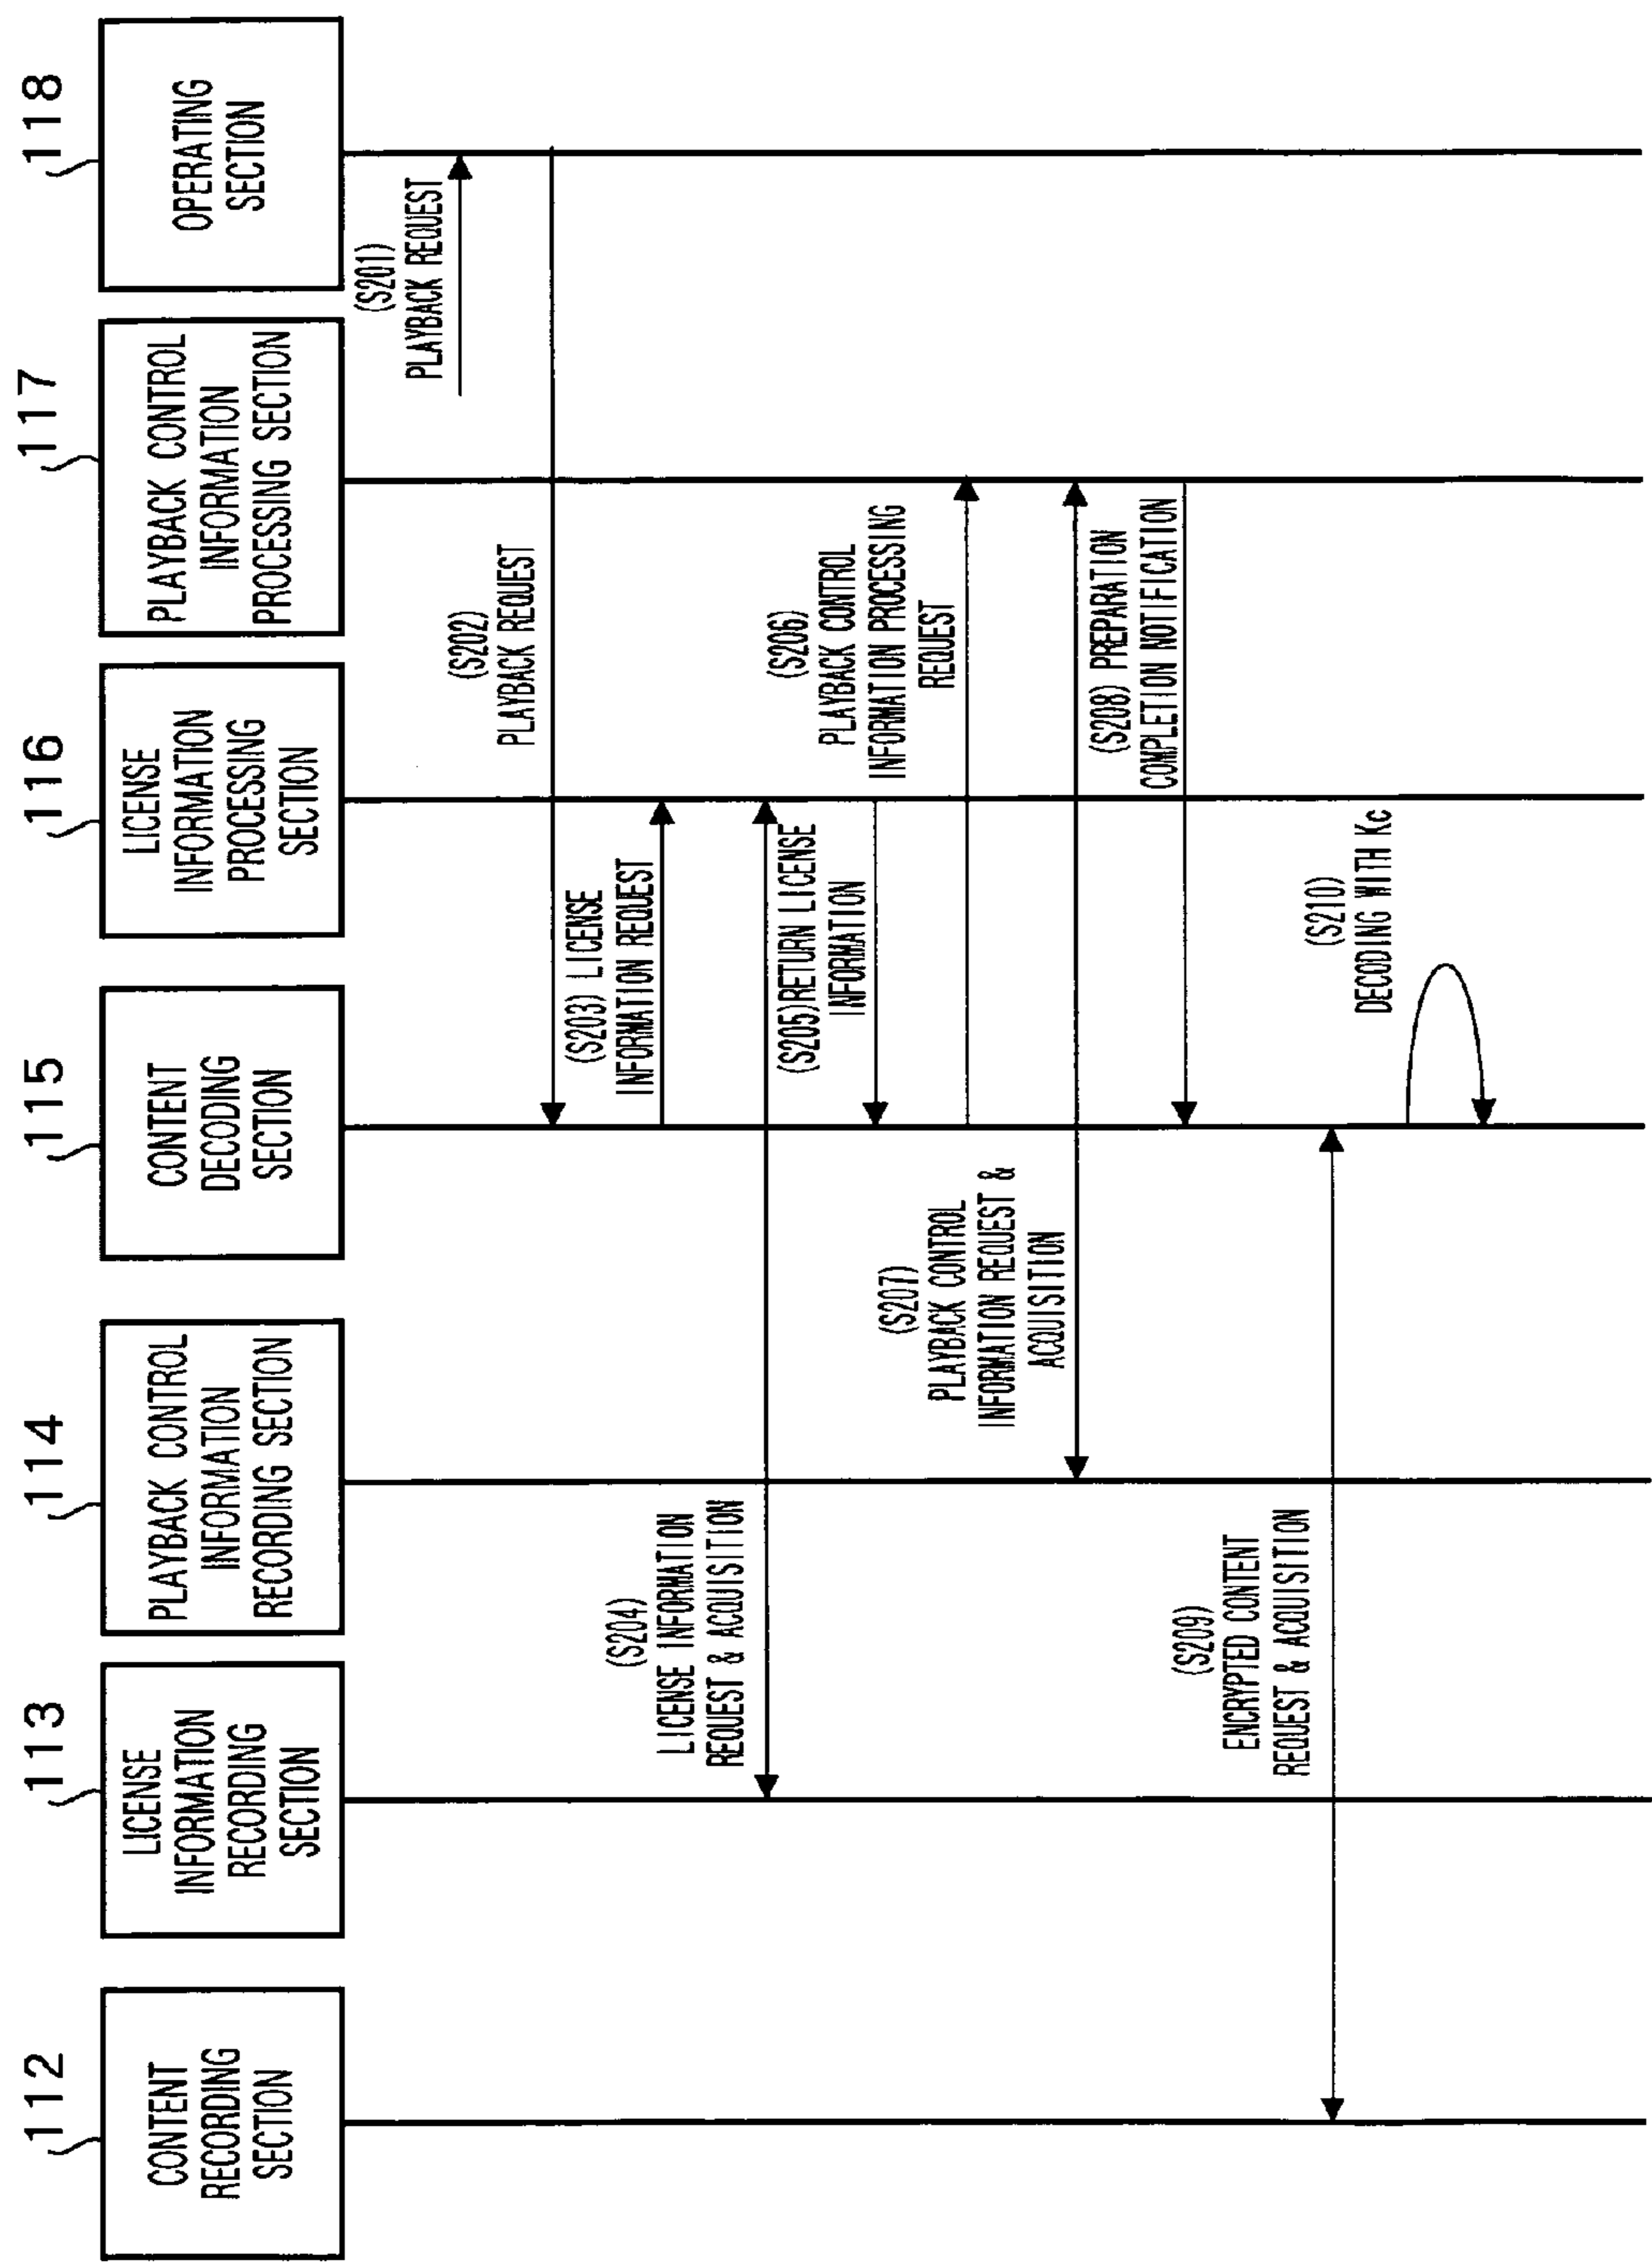 112
CONTENT
RECORDING
SECTION
113
LICENSE
INFORMATION
RECORDING
SECTION
114
PLAYBACK CONTROL
INFORMATION
RECORDING SECTION
115
CONTENT
DECODING
SECTION
116
LICENSE
INFORMATION
PROCESSING
SECTION
117
PLAYBACK CONTROL
INFORMATION
PROCESSING SECTION
118
OPERATING
SECTION
(S201)
PLAYBACK REQUEST
(S202)
PLAYBACK REQUEST
(S203) LICENSE
INFORMATION REQUEST
(S204)
LICENSE INFORMATION
REQUEST & ACQUISITION
(S205)RETURN LICENSE
INFORMATION
(S206)
PLAYBACK CONTROL
INFORMATION PROCESSING
REQUEST
(S207)
PLAYBACK CONTROL
INFORMATION REQUEST &
ACQUISITION
(S208) PREPARATION
COMPLETION NOTIFICATION
(S209)
ENCRYPTED CONTENT
REQUEST & ACQUISITION
(S210)
DECODING WITH Kc